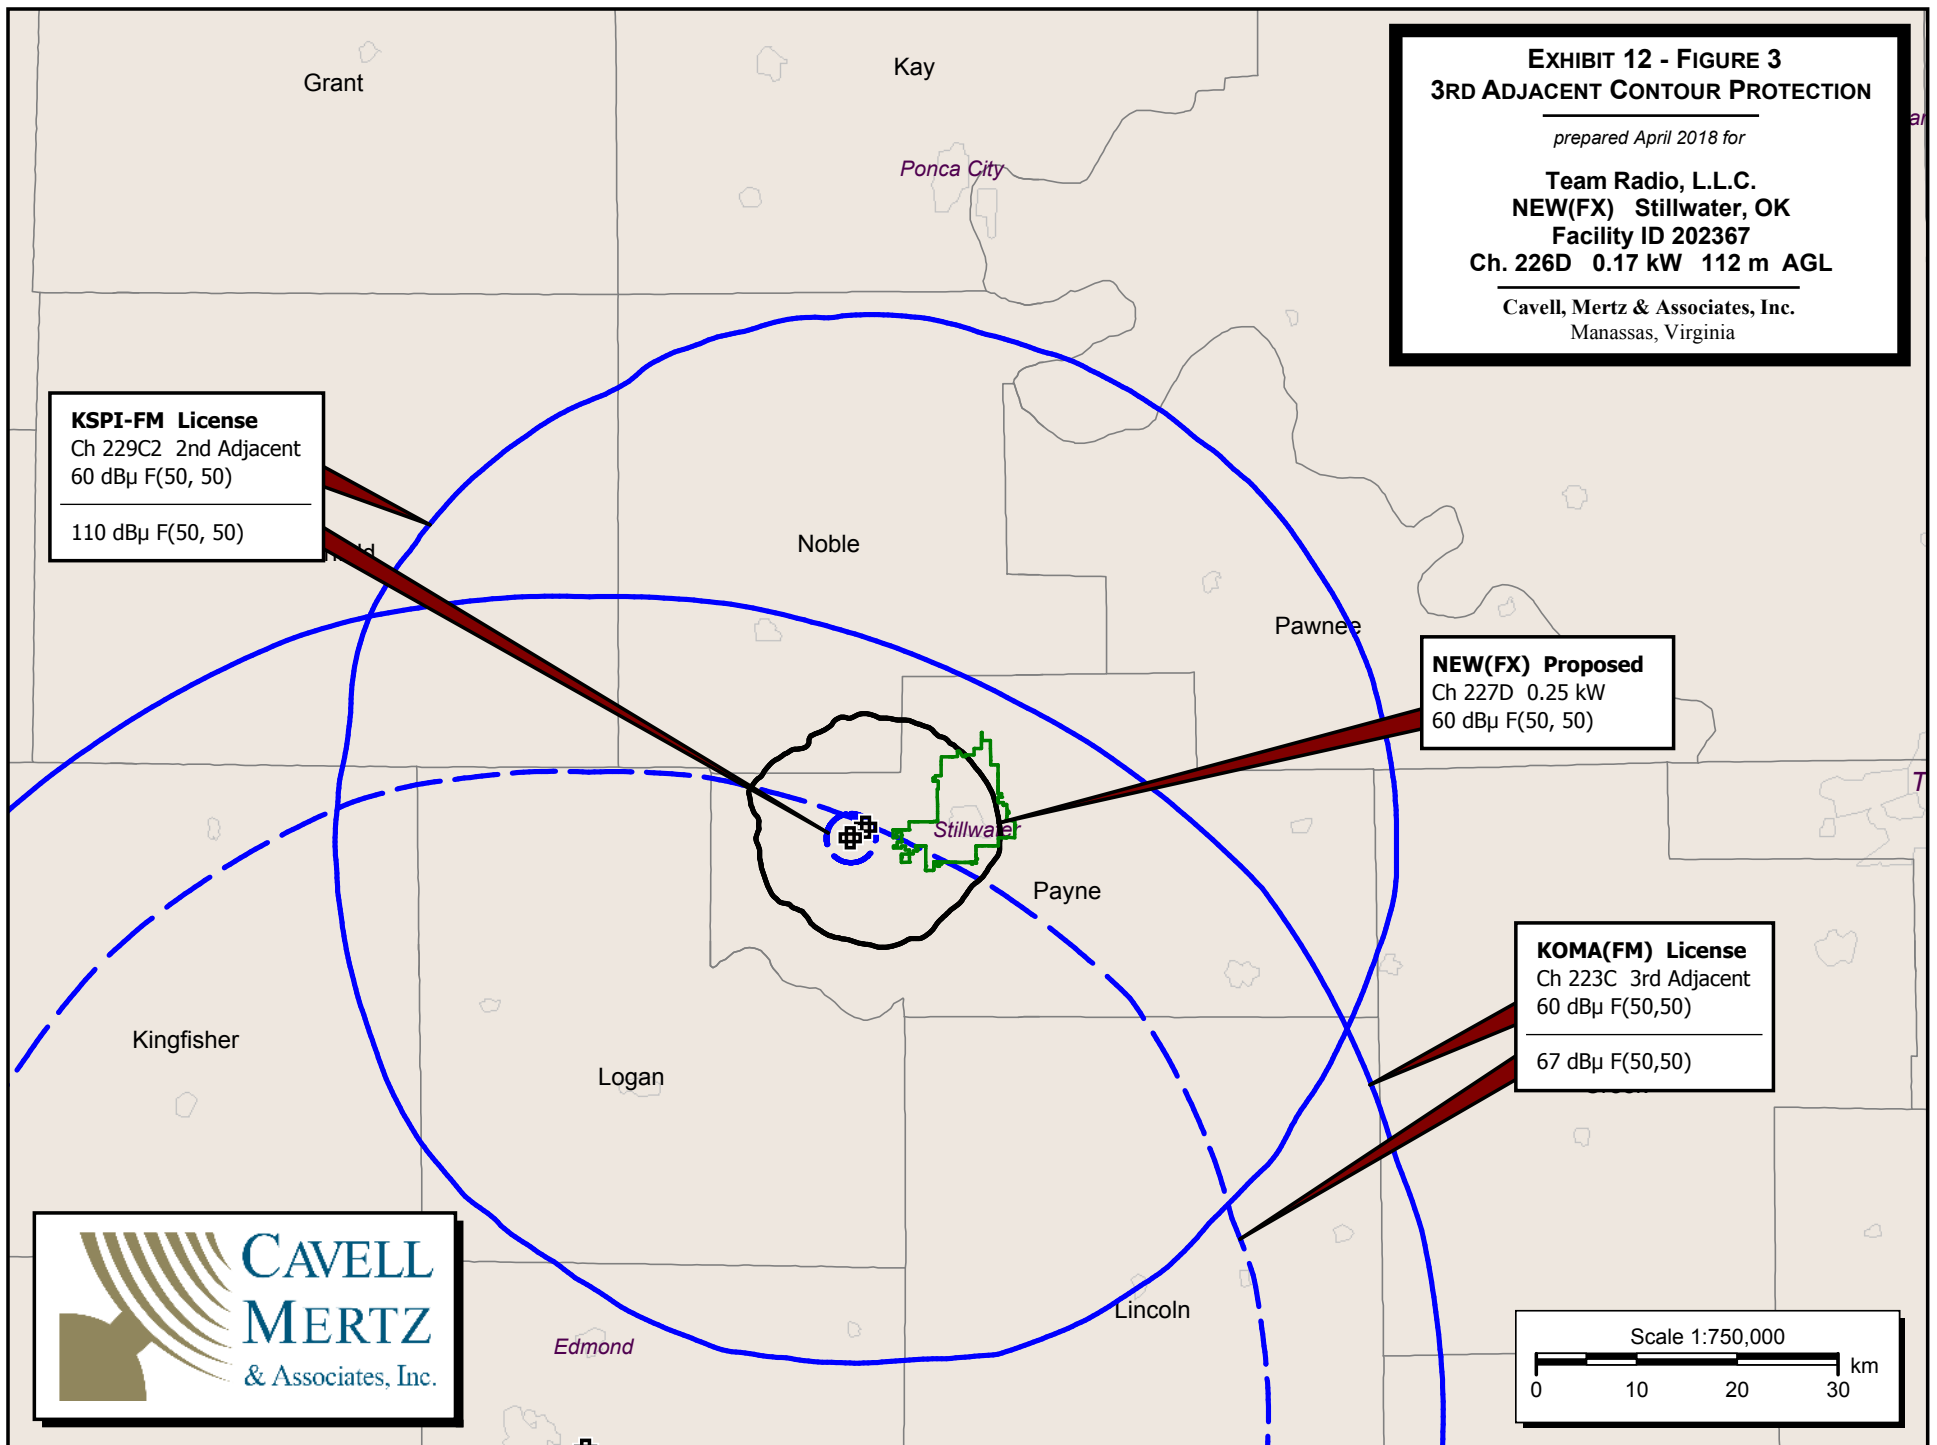 Grant
Kay
Ponca City
EXHIBIT 12 - FIGURE 3
3RD ADJACENT CONTOUR PROTECTION
prepared April 2018 for
Team Radio, L.L.C.
NEW(FX) Stillwater, OK
Facility ID 202367
Ch. 226D 0.17 kW 112 m AGL
Cavell, Mertz & Associates, Inc.
Manassas, Virginia
KSPI-FM License
Ch 229C2 2nd Adjacent
60 dBµ F(50, 50)
110 dBµ F(50, 50)
Noble
Pawnee
NEW(FX) Proposed
Ch 227D 0.25 kW
60 dBµ F(50, 50)
Stillwater
Payne
KOMA(FM) License
Ch 223C 3rd Adjacent
60 dBµ F(50,50)
67 dBµ F(50,50)
Kingfisher
Logan
Lincoln
Edmond
CAVELL
MERTZ
& Associates, Inc.
Scale 1:750,000
km
0 10 20 30